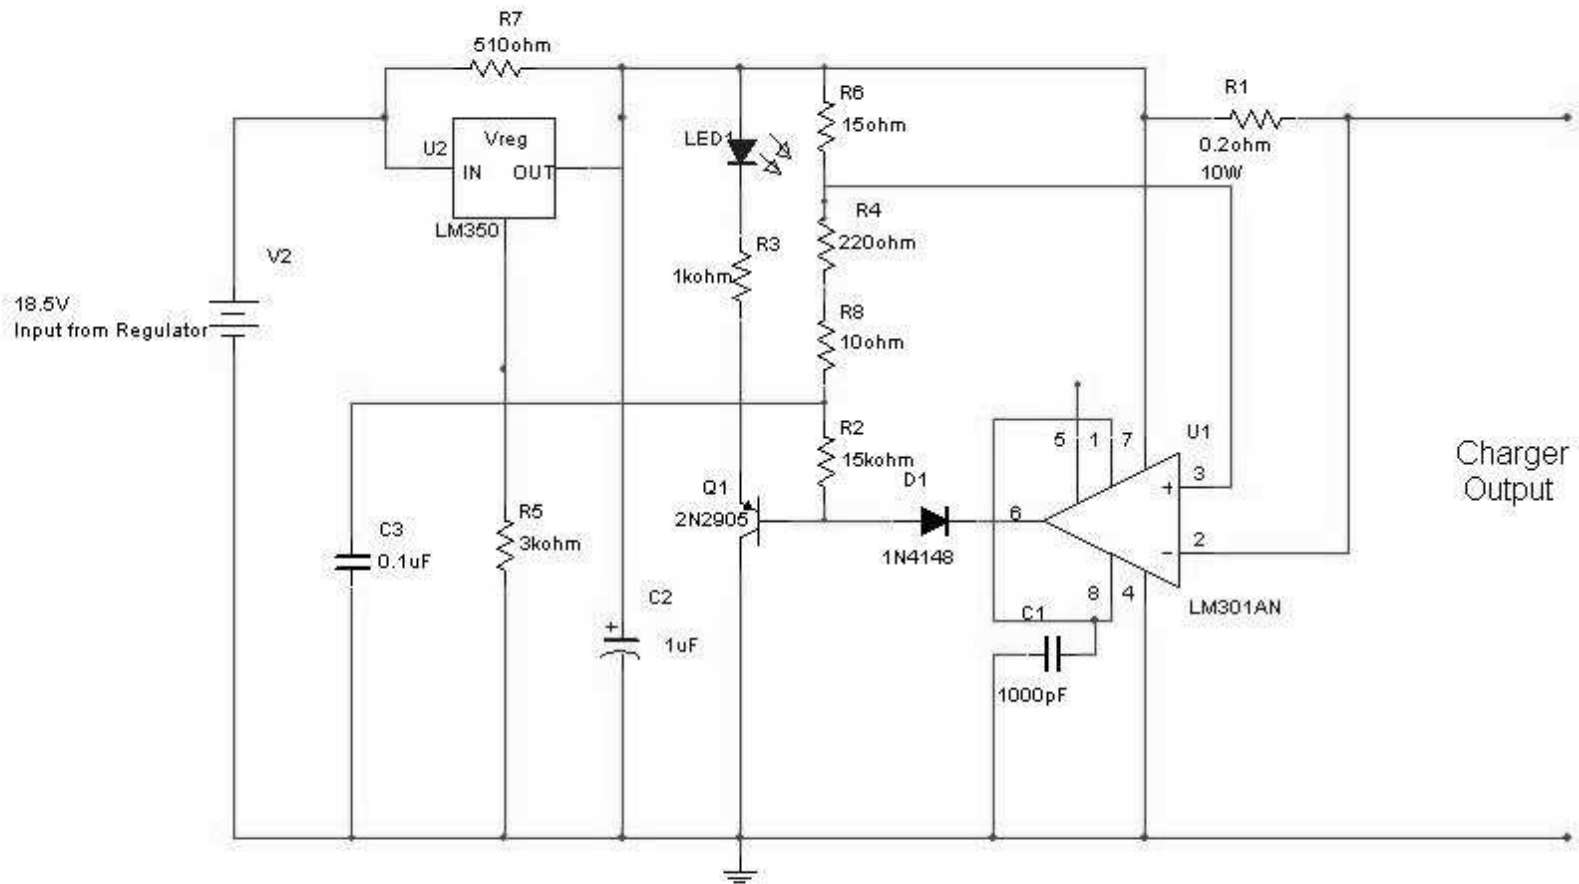 R7
510ohm
U2
Vreg
IN OUT
LM350
V2
18.5V
Input from Regulator
LED1
R6
15ohm
R1
0.2ohm
10W
R4
220ohm
R3
1kohm
R8
10ohm
R2
15kohm
D1
1N4148
Q1
2N2905
R5
3kohm
C3
0.1uF
C2
+
1uF
5 1 7
U1
3
+
6
2
-
8 4
LM301AN
C1
1000pF
Charger
Output